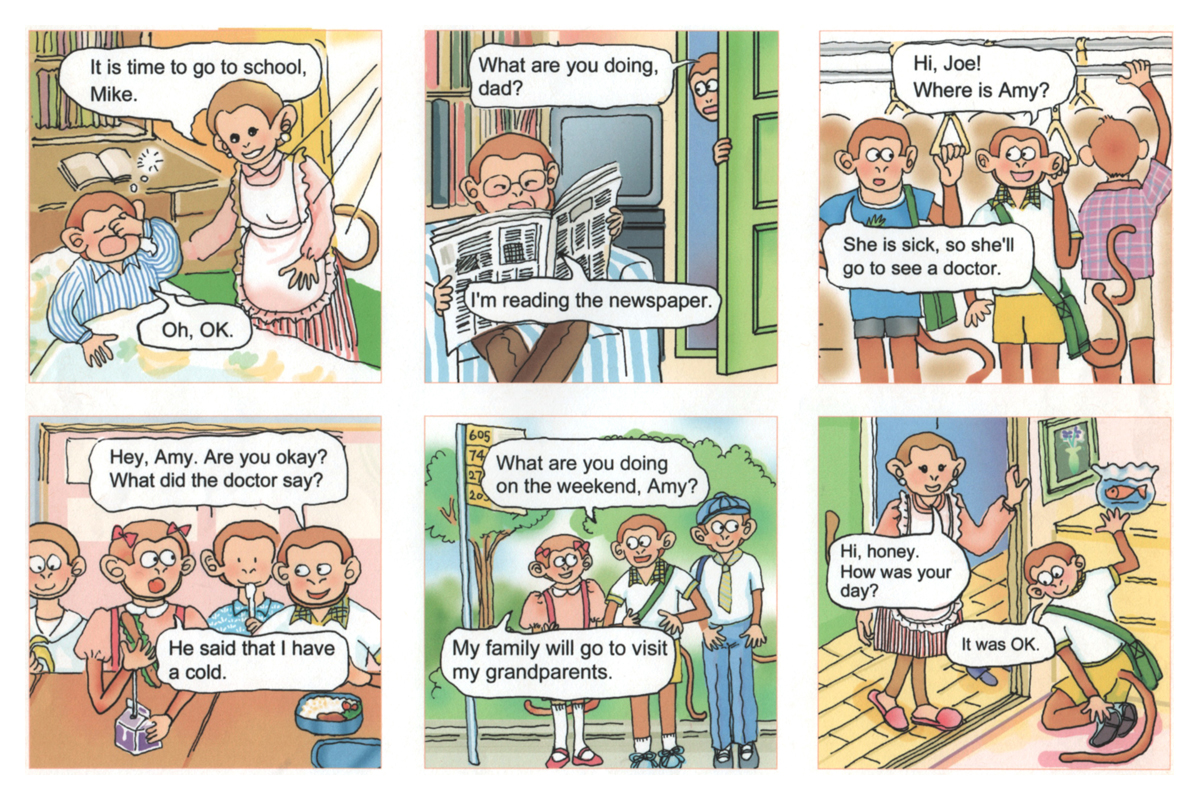 It is time to go to school,
Mike.
Oh, OK.
What are you doing,
dad?
I'm reading the newspaper.
Hi, Joe!
Where is Amy?
She is sick, so she'll
go to see a doctor.
Hey, Amy. Are you okay?
What did the doctor say?
He said that I have
a cold.
605
74
What are you doing
on the weekend, Amy?
My family will go to visit
my grandparents.
Hi, honey.
How was your
day?
It was OK.